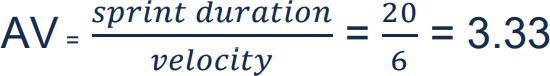 AV = sprint duration / velocity = 20 / 6 = 3.33